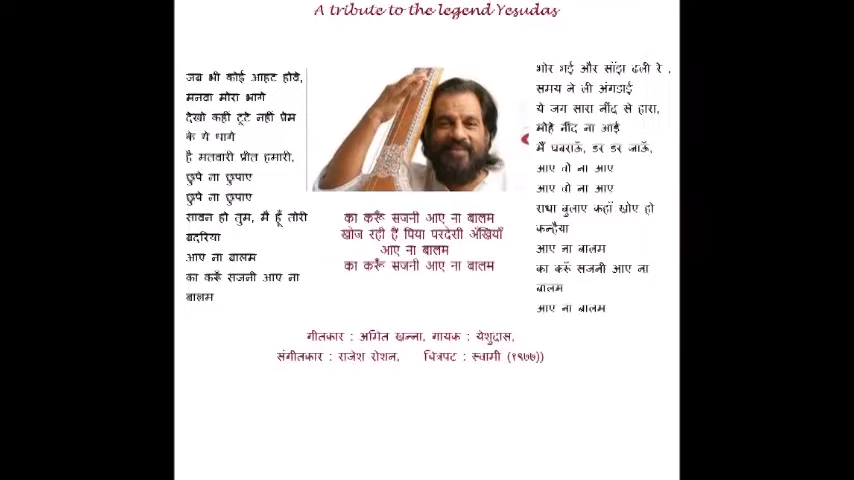 A tribute to the legend Yesudas
जब भी कोई आहट होवे,
मनवा मोरा भागे
देखो कहीं टूटे नहीं प्रेम
के ये धागे
है मतवारी प्रीत हमारी,
छुपे ना छुपाए
छुपे ना छुपाए
सावन हो तुम, मैं हूँ तोरी
बदरिया
आए ना बालम
का करूँ सजनी आए ना
बालम
का करूँ सजनी आए ना बालम
खोज रही हैं पिया परदेसी अँखियाँ
आए ना बालम
का करूँ सजनी आए ना बालम
भोर भई और साँझ ढली रे ,
समय ने ली अंगडाई
ये जग सारा नींद से हारा,
मोहे नींद ना आई
मैं घबराऊँ, डर डर जाऊँ,
आए वो ना आए
आए वो ना आए
राधा बुलाए कहाँ खोए हो
कन्हैया
आए ना बालम
का करूँ सजनी आए ना
बालम
आए ना बालम
गीतकार : अमित खन्ना, गायक : येशुदास,
संगीतकार : राजेश रोशन, चित्रपट : स्वामी (१९७७))